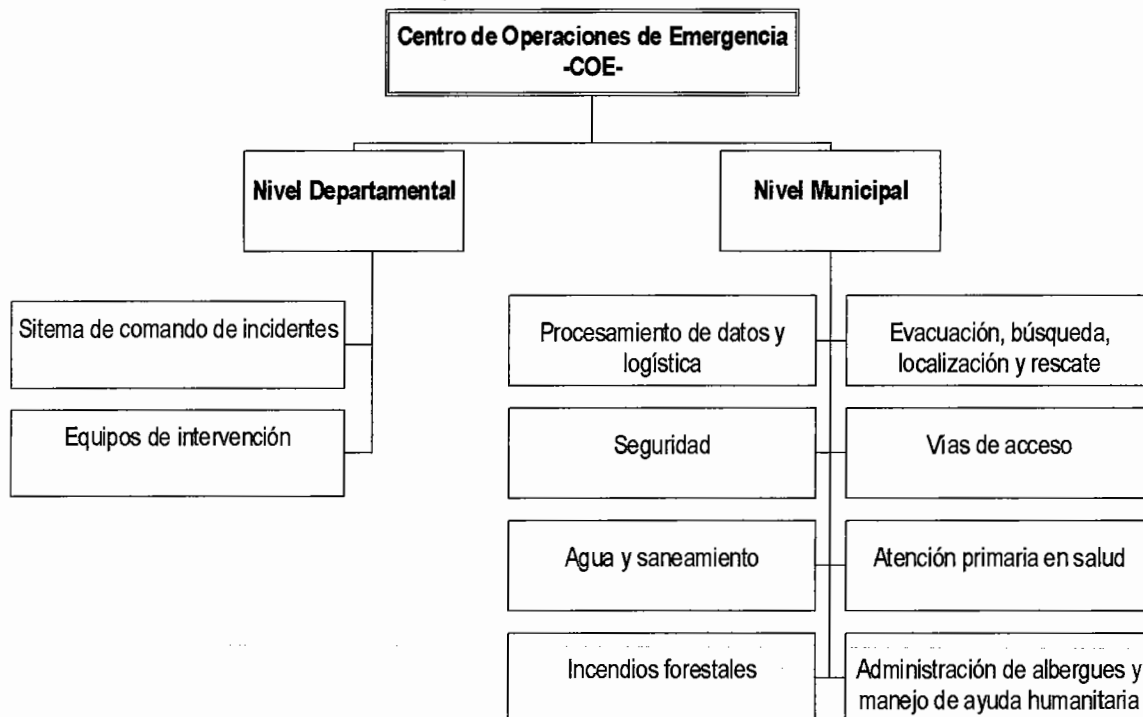 Centro de Operaciones de Emergencia
-COE-
Nivel Departamental
Nivel Municipal
Sitema de comando de incidentes
Equipos de intervención
Procesamiento de datos y
logística
Evacuación, búsqueda,
localización y rescate
Seguridad
Vías de acceso
Agua y saneamiento
Atención primaria en salud
Incendios forestales
Administración de albergues y
manejo de ayuda humanitaria